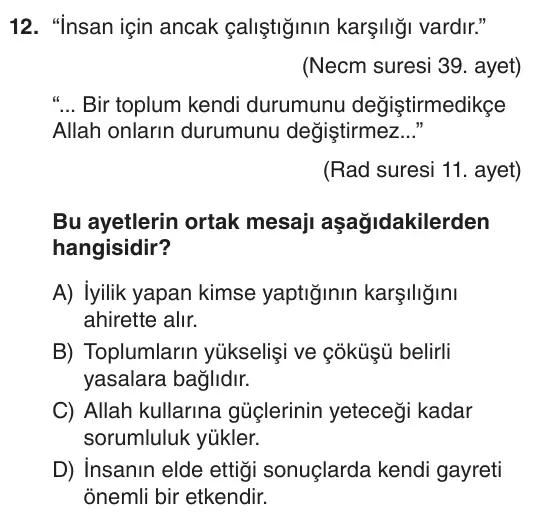 12. “İnsan için ancak çalıştığının karşılığı vardır.”
(Necm suresi 39. ayet)
“... Bir toplum kendi durumunu değiştirmedikçe
Allah onların durumunu değiştirmez...”
(Rad suresi 11. ayet)
Bu ayetlerin ortak mesajı aşağıdakilerden
hangisidir?
A) İyilik yapan kimse yaptığının karşılığını
ahirette alır.
B) Toplumların yükselişi ve çöküşü belirli
yasalara bağlıdır.
C) Allah kullarına güçlerinin yeteceği kadar
sorumluluk yükler.
D) İnsanın elde ettiği sonuçlarda kendi gayreti
önemli bir etkendir.